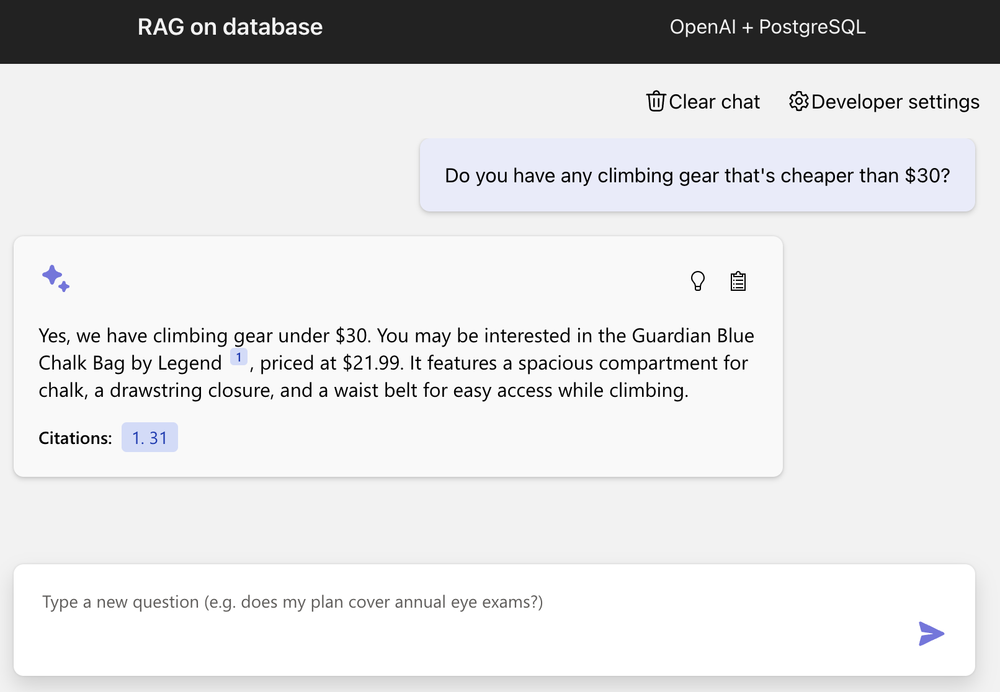 RAG on database
OpenAI + PostgreSQL
Clear chat
Developer settings
Do you have any climbing gear that's cheaper than $30?
Yes, we have climbing gear under $30. You may be interested in the Guardian Blue
Chalk Bag by Legend 1 , priced at $21.99. It features a spacious compartment for
chalk, a drawstring closure, and a waist belt for easy access while climbing.
Citations: 1. 31
Type a new question (e.g. does my plan cover annual eye exams?)